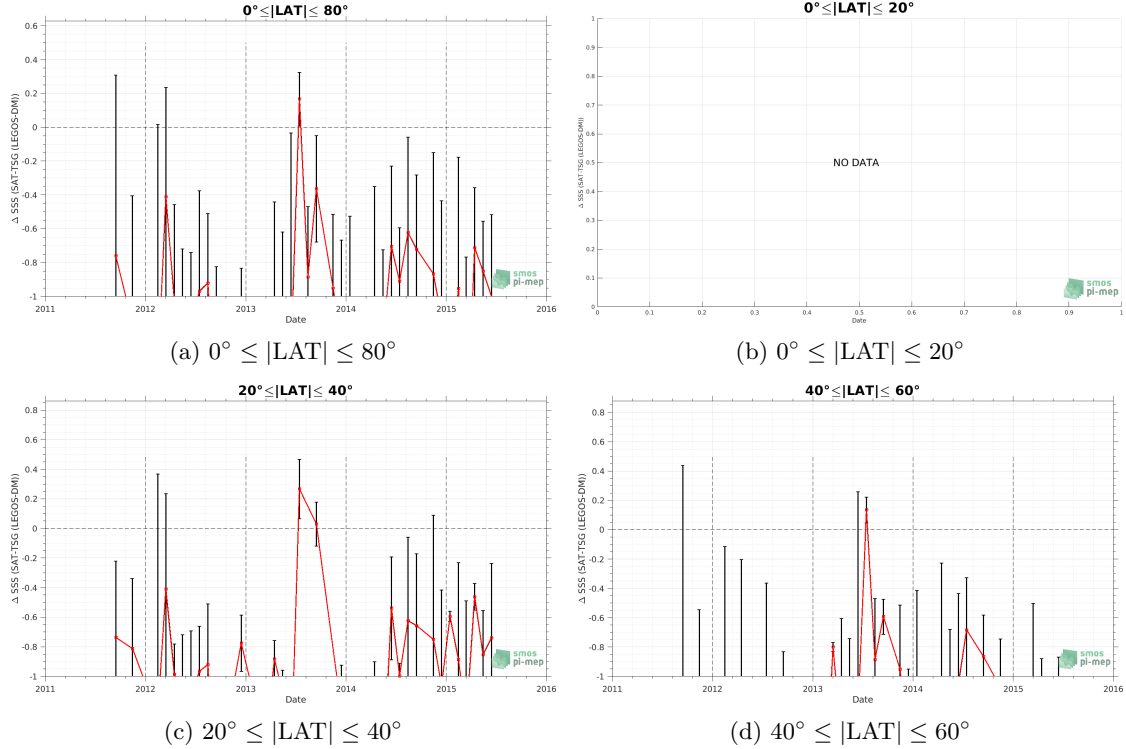 0°≤|LAT|≤ 80°
Δ SSS (SAT-TSG (LEGOS-DM))
0.6
0.4
0.2
0
-0.2
-0.4
-0.6
-0.8
-1
2011 2012 2013 2014 2015 2016
Date
smos
pi-mep
(a) 0° ≤ |LAT| ≤ 80°
0°≤|LAT|≤ 20°
Δ SSS (SAT-TSG (LEGOS-DM))
1
0.9
0.8
0.7
0.6
0.5
0.4
0.3
0.2
0.1
0
NO DATA
0 0.1 0.2 0.3 0.4 0.5 0.6 0.7 0.8 0.9 1
Date
smos
pi-mep
(b) 0° ≤ |LAT| ≤ 20°
20°≤|LAT|≤ 40°
Δ SSS (SAT-TSG (LEGOS-DM))
0.8
0.6
0.4
0.2
0
-0.2
-0.4
-0.6
-0.8
-1
2011 2012 2013 2014 2015 2016
Date
smos
pi-mep
(c) 20° ≤ |LAT| ≤ 40°
40°≤|LAT|≤ 60°
Δ SSS (SAT-TSG (LEGOS-DM))
0.8
0.6
0.4
0.2
0
-0.2
-0.4
-0.6
-0.8
-1
2011 2012 2013 2014 2015 2016
Date
smos
pi-mep
(d) 40° ≤ |LAT| ≤ 60°